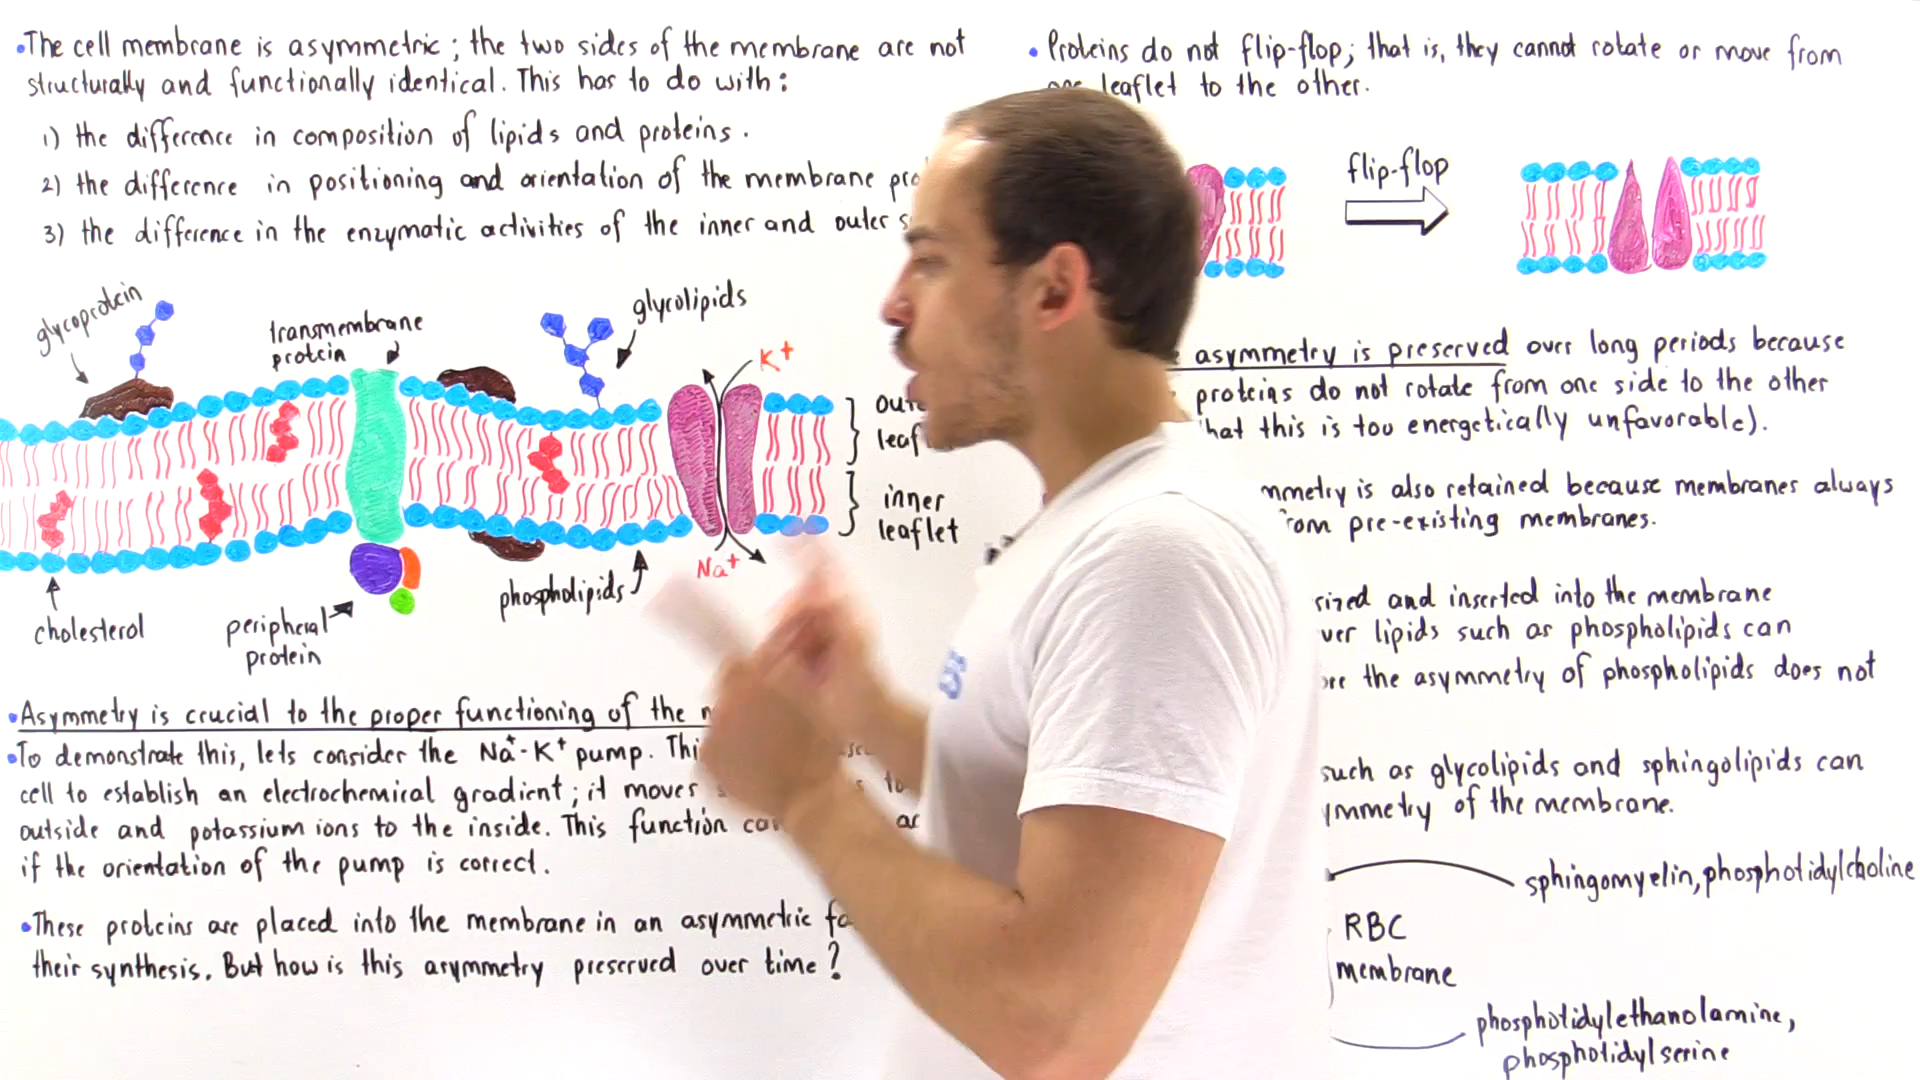 •The cell membrane is asymmetric; the two sides of the membrane are not
structurally and functionally identical. This has to do with:
1) the difference in composition of lipids and proteins.
2) the difference in positioning and orientation of the membrane
3) the difference in the enzymatic activities of the inner and outer
glycoprotein
transmembrane
protein
glycolipids
K+
outer
leaf
inner
leaflet
Na+
phospholipids
cholesterol
peripheral
protein
•Asymmetry is crucial to the proper functioning of the
•To demonstrate this, lets consider the Na+-K+ pump.
cell to establish an electrochemical gradient; it moves
outside and potassium ions to the inside. This function
if the orientation of the pump is correct.
•These proteins are placed into the membrane in an asymmetric
their synthesis. But how is this asymmetry preserved over time?
• Proteins do not flip-flop; that is, they cannot rotate or move from
leaflet to the other.
flip-flop
asymmetry is preserved over long periods because
proteins do not rotate from one side to the other
that this is too energetically unfavorable).
mmetry is also retained because membranes always
from pre-existing membranes.
sized and inserted into the membrane
ver lipids such as phospholipids can
ore the asymmetry of phospholipids does not
such as glycolipids and sphingolipids can
ymmetry of the membrane.
sphingomyelin, phosphotidylcholine
RBC
membrane
phosphotidylethanolamine,
phosphotidylserine